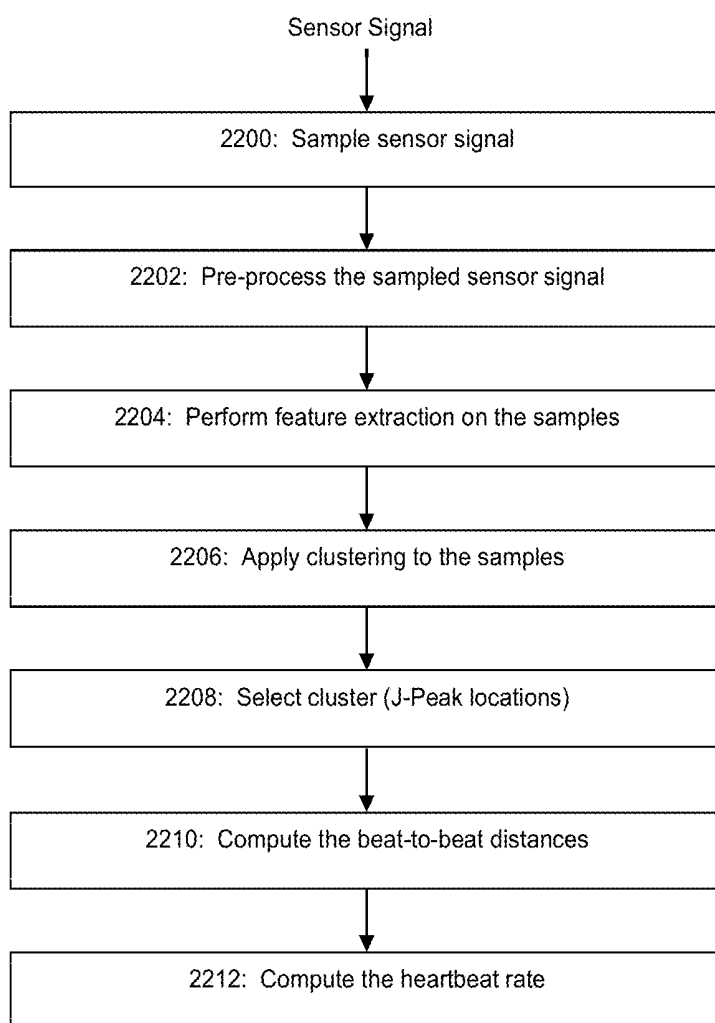 Sensor Signal
2200: Sample sensor signal
2202: Pre-process the sampled sensor signal
2204: Perform feature extraction on the samples
2206: Apply clustering to the samples
2208: Select cluster (J-Peak locations)
2210: Compute the beat-to-beat distances
2212: Compute the heartbeat rate